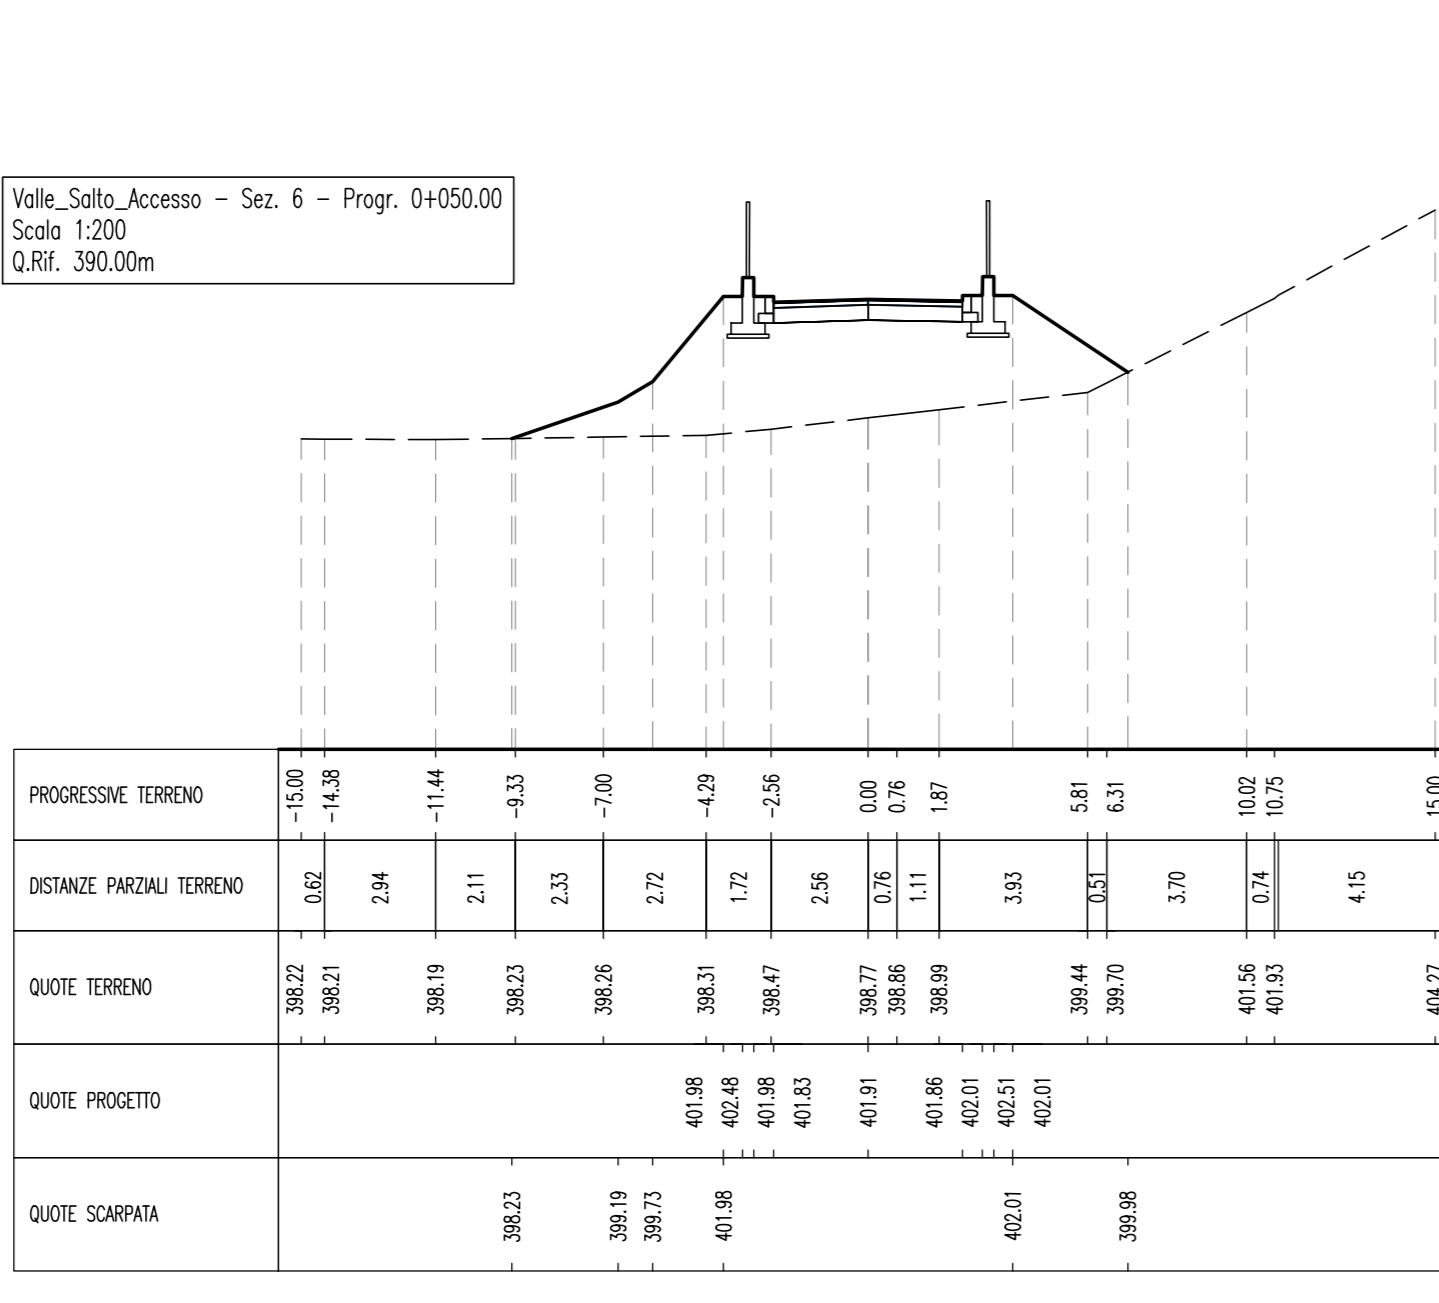 Valle_Salto_Accesso – Sez. 6 – Progr. 0+050.00
Scala 1:200
Q.Rif. 390.00m
PROGRESSIVE TERRENO
-15.00 -14.38 -11.44 -9.33 -7.00 -4.29 -2.56 0.00 0.76 1.87 5.81 6.31 10.02 10.75 15.00
DISTANZE PARZIALI TERRENO
0.62 2.94 2.11 2.33 2.72 1.72 2.56 0.76 1.11 3.93 0.51 3.70 0.74 4.15
QUOTE TERRENO
398.22 398.21 398.19 398.23 398.26 398.31 398.47 398.77 398.86 398.99 399.44 399.70 401.56 401.93 404.27
QUOTE PROGETTO
401.98 402.48 401.98 401.83 401.91 401.86 402.01 402.51 402.01
QUOTE SCARPATA
398.23 399.19 399.73 401.98 402.01 399.98